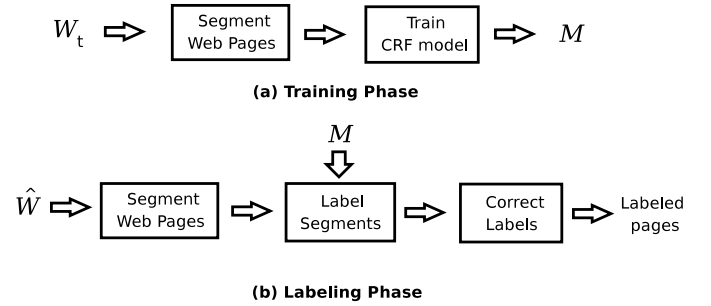 W_t
Segment
Web Pages
Train
CRF model
M
(a) Training Phase
M
Ŵ
Segment
Web Pages
Label
Segments
Correct
Labels
Labeled
pages
(b) Labeling Phase